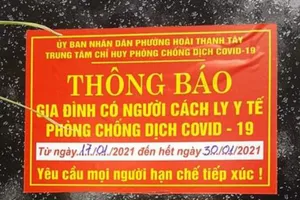 ỦY BAN NHÂN DÂN PHƯỜNG HOÀI THANH TÂY
TRUNG TÂM CHỈ HUY PHÒNG CHỐNG DỊCH COVID-19
THÔNG BÁO
GIA ĐÌNH CÓ NGƯỜI CÁCH LY Y TẾ
PHÒNG CHỐNG DỊCH COVID - 19
Từ ngày 17/01/2021 đến hết ngày 30/01/2021
Yêu cầu mọi người hạn chế tiếp xúc !